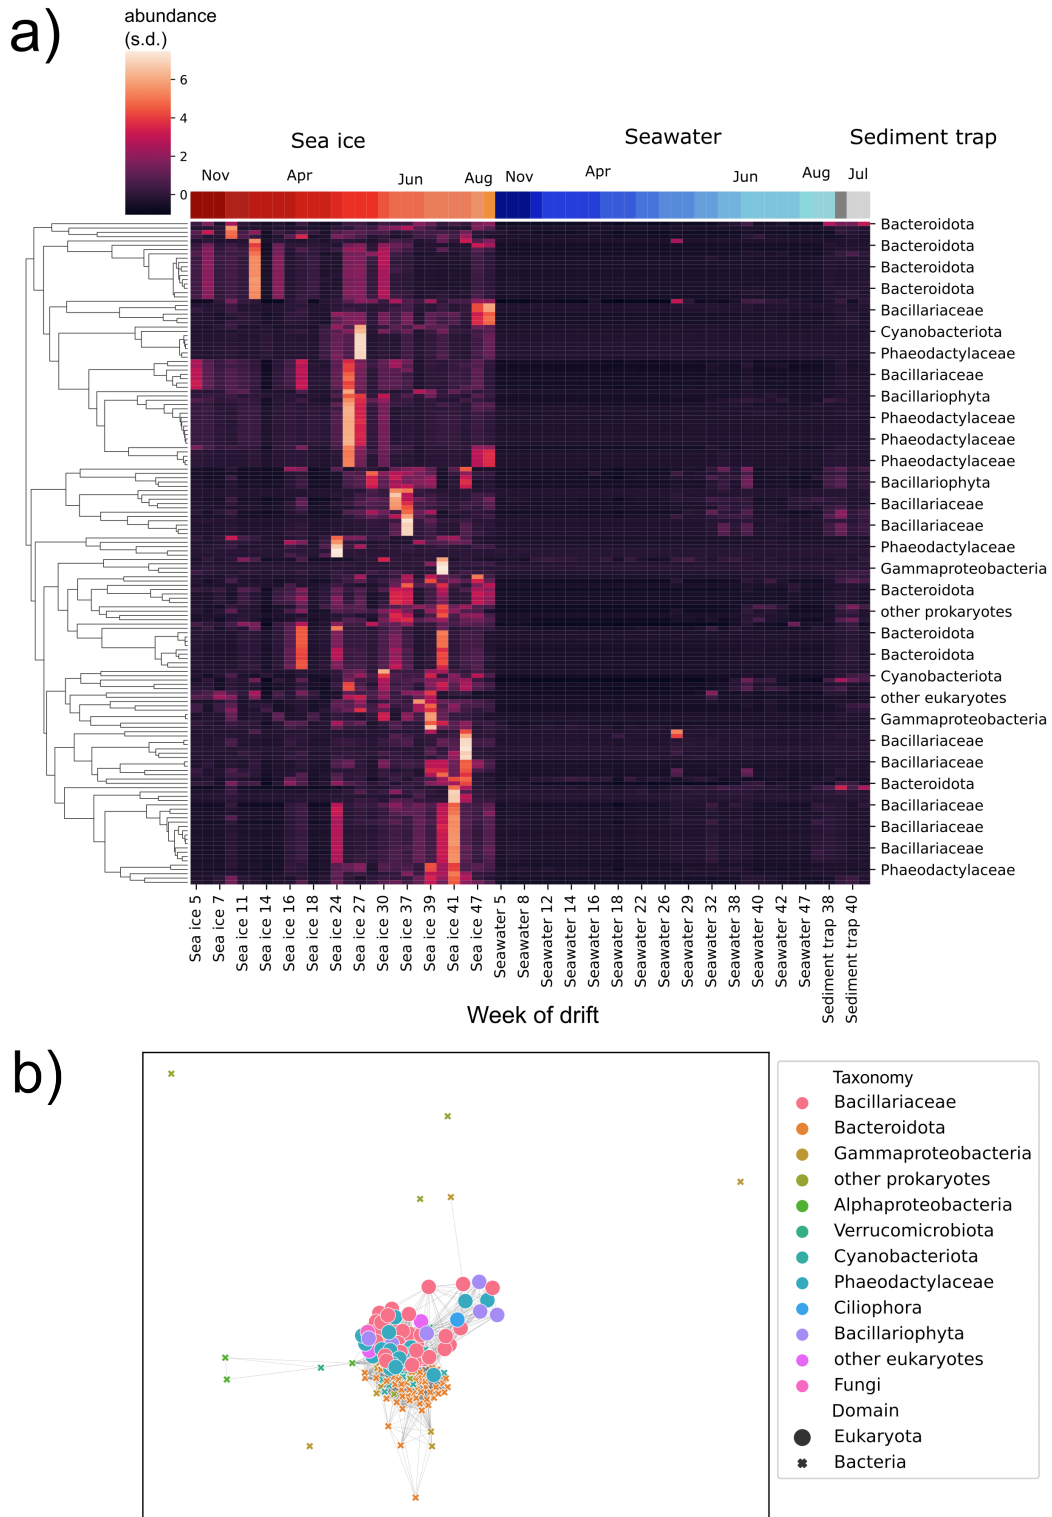 a)
abundance
(s.d.)
6
4
2
0
Sea ice
Seawater
Sediment trap
Nov
Apr
Jun
Aug
Nov
Apr
Jun
Aug
Jul
Bacteroidota
Bacteroidota
Bacteroidota
Bacteroidota
Bacillariaceae
Cyanobacteriota
Phaeodactylaceae
Bacillariaceae
Bacillariophyta
Phaeodactylaceae
Phaeodactylaceae
Phaeodactylaceae
Bacillariophyta
Bacillariaceae
Bacillariaceae
Phaeodactylaceae
Gammaproteobacteria
Bacteroidota
other prokaryotes
Bacteroidota
Bacteroidota
Cyanobacteriota
other eukaryotes
Gammaproteobacteria
Bacillariaceae
Bacillariaceae
Bacteroidota
Bacillariaceae
Bacillariaceae
Bacillariaceae
Phaeodactylaceae
Sea ice 5
Sea ice 7
Sea ice 11
Sea ice 14
Sea ice 16
Sea ice 18
Sea ice 24
Sea ice 27
Sea ice 30
Sea ice 37
Sea ice 39
Sea ice 41
Sea ice 47
Seawater 5
Seawater 8
Seawater 12
Seawater 14
Seawater 16
Seawater 18
Seawater 22
Seawater 26
Seawater 29
Seawater 32
Seawater 38
Seawater 40
Seawater 42
Seawater 47
Sediment trap 38
Sediment trap 40
Week of drift
b)
Taxonomy
Bacillariaceae
Bacteroidota
Gammaproteobacteria
other prokaryotes
Alphaproteobacteria
Verrucomicrobiota
Cyanobacteriota
Phaeodactylaceae
Ciliophora
Bacillariophyta
other eukaryotes
Fungi
Domain
Eukaryota
Bacteria